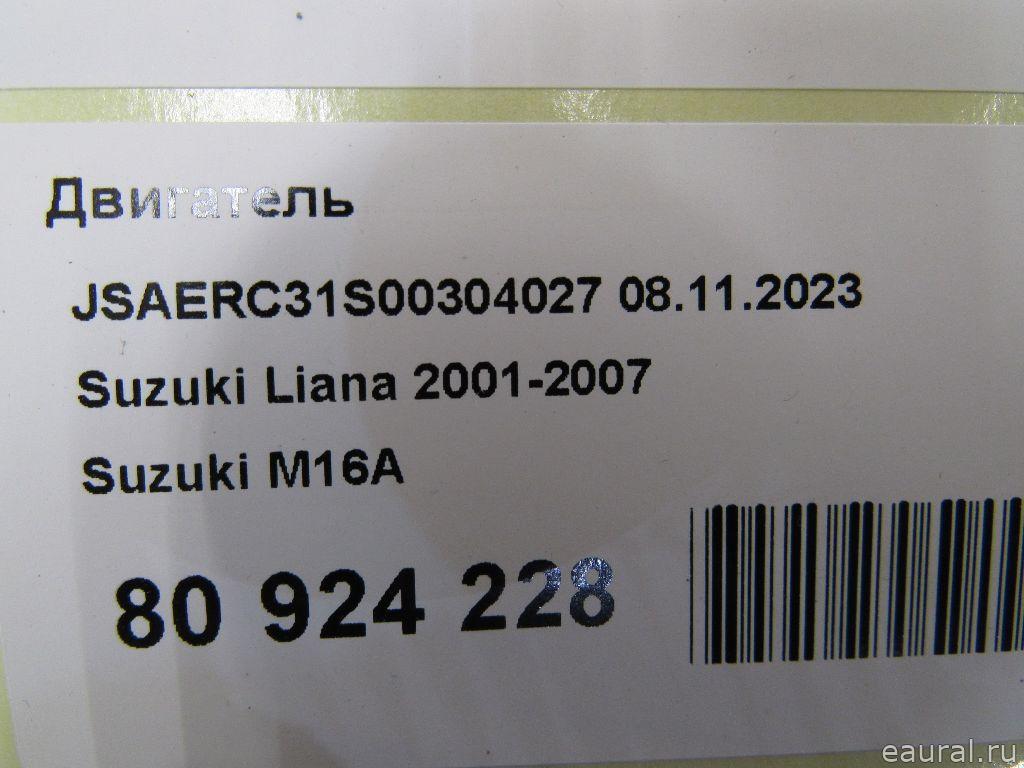 Двигатель
JSAERC31S00304027 08.11.2023
Suzuki Liana 2001-2007
Suzuki M16A
80 924 228
eaural.ru